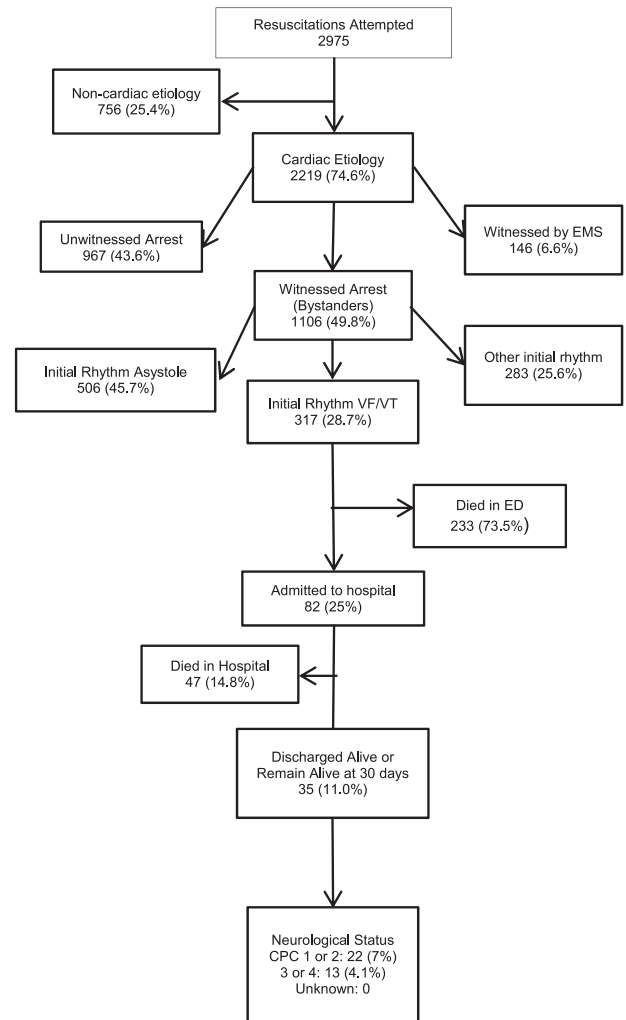 Resuscitations Attempted
2975
Non-cardiac etiology
756 (25.4%)
Cardiac Etiology
2219 (74.6%)
Unwitnessed Arrest
967 (43.6%)
Witnessed by EMS
146 (6.6%)
Witnessed Arrest
(Bystanders)
1106 (49.8%)
Initial Rhythm Asystole
506 (45.7%)
Other initial rhythm
283 (25.6%)
Initial Rhythm VF/VT
317 (28.7%)
Died in ED
233 (73.5%)
Admitted to hospital
82 (25%)
Died in Hospital
47 (14.8%)
Discharged Alive or
Remain Alive at 30 days
35 (11.0%)
Neurological Status
CPC 1 or 2: 22 (7%)
3 or 4: 13 (4.1%)
Unknown: 0